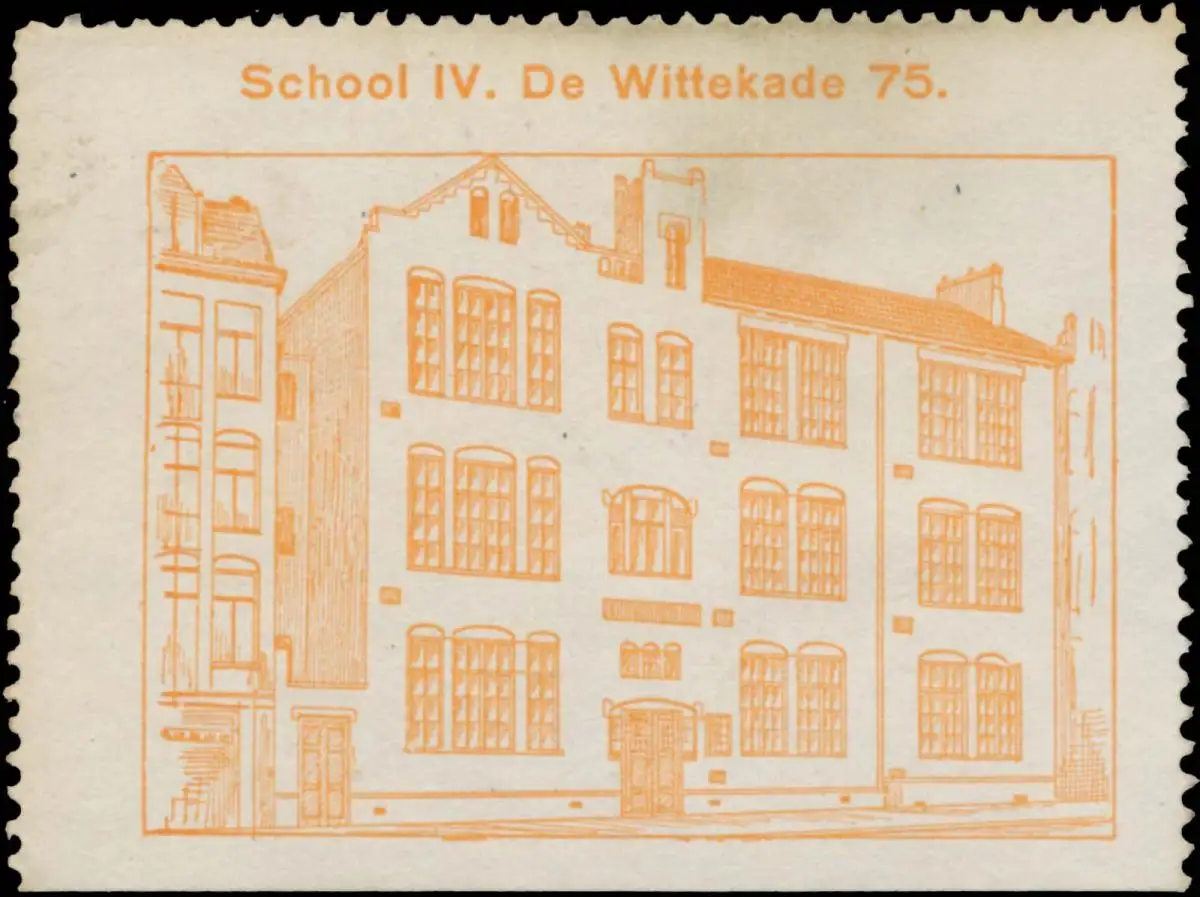 School IV. De Wittekade 75.